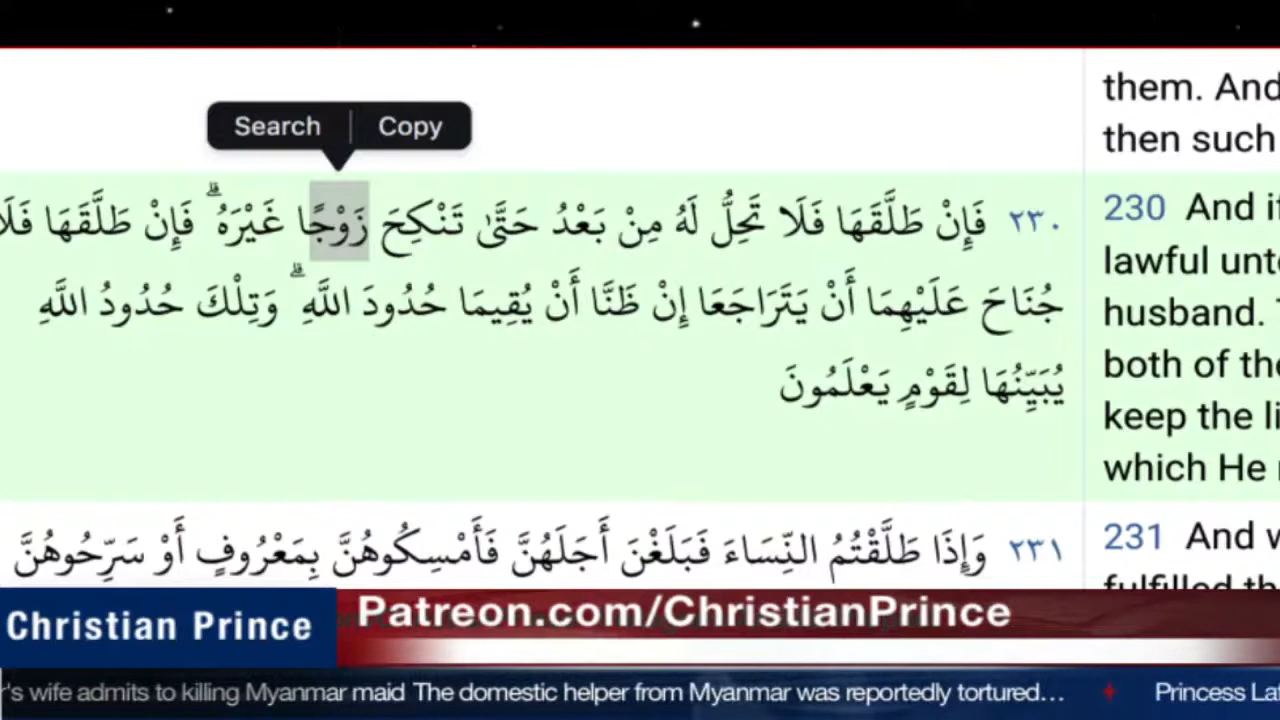 them. And
then such
Search Copy
٢٣٠ فَإِنْ طَلَّقَهَا فَلَا تَحِلُّ لَهُ مِنْ بَعْدُ حَتَّىٰ تَنْكِحَ زَوْجًا غَيْرَهُ ۗ فَإِنْ طَلَّقَهَا فَلَا
جُنَاحَ عَلَيْهِمَا أَنْ يَتَرَاجَعَا إِنْ ظَنَّا أَنْ يُقِيمَا حُدُودَ اللَّهِ ۗ وَتِلْكَ حُدُودُ اللَّهِ
يُبَيِّنُهَا لِقَوْمٍ يَعْلَمُونَ
230 And if
lawful unto
husband.
both of the
keep the li
which He
٢٣١ وَإِذَا طَلَّقْتُمُ النِّسَاءَ فَبَلَغْنَ أَجَلَهُنَّ فَأَمْسِكُوهُنَّ بِمَعْرُوفٍ أَوْ سَرِّحُوهُنَّ
231 And w
Christian Prince
Patreon.com/ChristianPrince
r's wife admits to killing Myanmar maid The domestic helper from Myanmar was reportedly tortured... Princess Lat